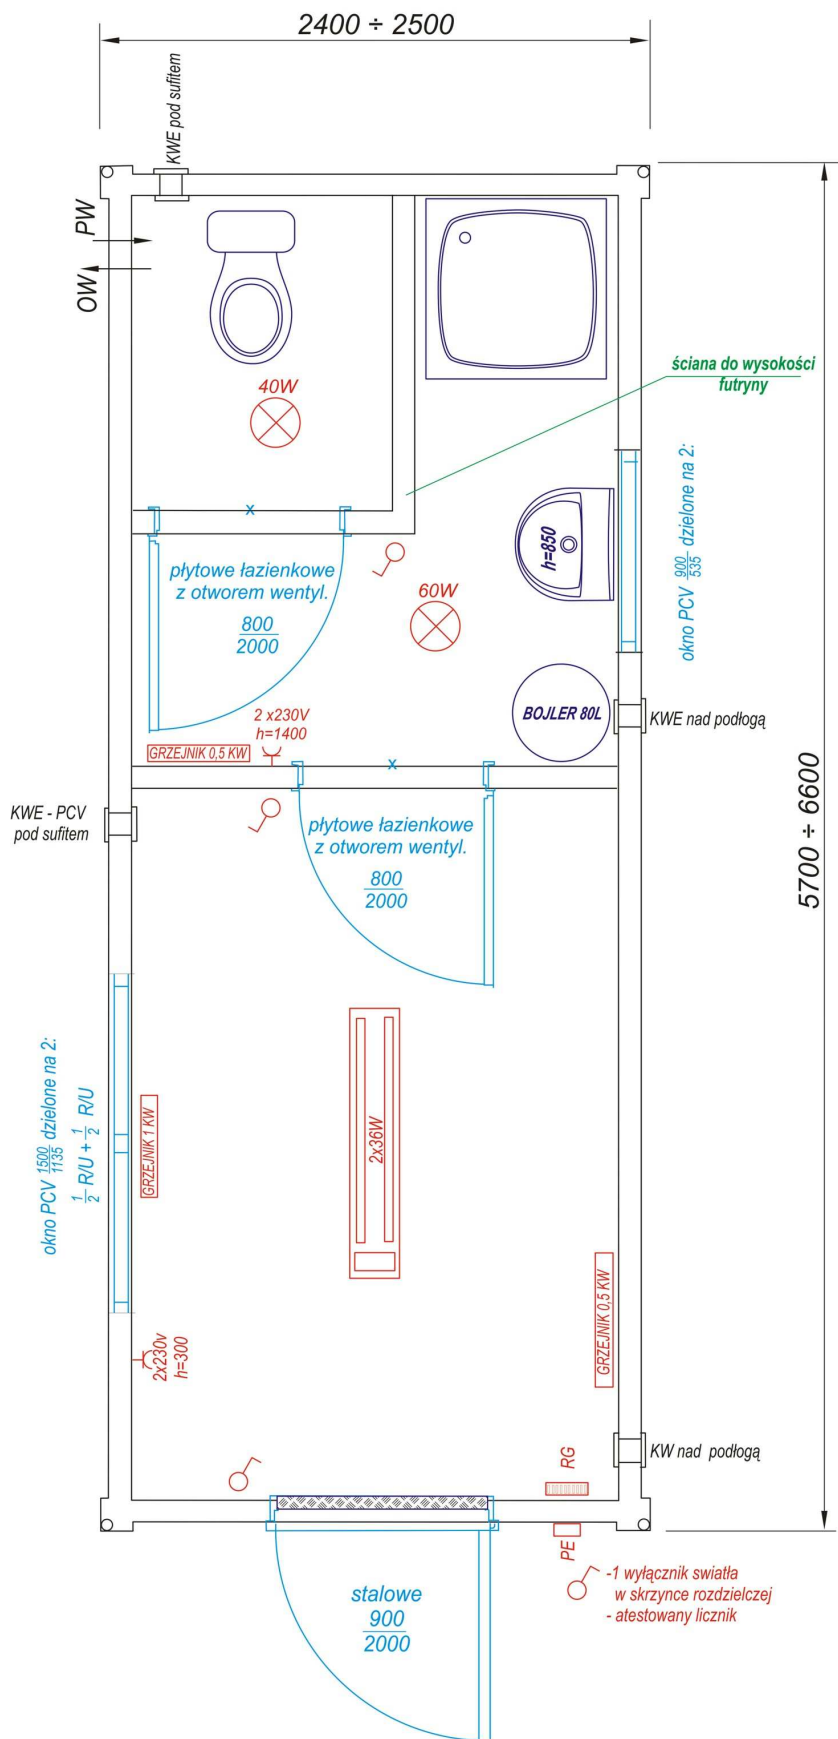 2400 ÷ 2500
KWE pod sufitem
PW
OW
40W
ściana do wysokości
futryny
okno PCV 900/535 dzielone na 2:
h=850
płytowe łazienkowe
z otworem wentyl.
800
2000
60W
BOJLER 80L
KWE nad podłogą
2 x230V
h=1400
GRZEJNIK 0,5 KW
KWE - PCV
pod sufitem
płytowe łazienkowe
z otworem wentyl.
800
2000
5700 ÷ 6600
okno PCV 1500/1135 dzielone na 2:
1/2 R/U + 1/2 R/U
GRZEJNIK 1 KW
2x36W
GRZEJNIK 0,5 KW
2x230v
h=300
KW nad podłogą
RG
PE
-1 wyłącznik swiatła
w skrzynce rozdzielczej
- atestowany licznik
stalowe
900
2000
x
x